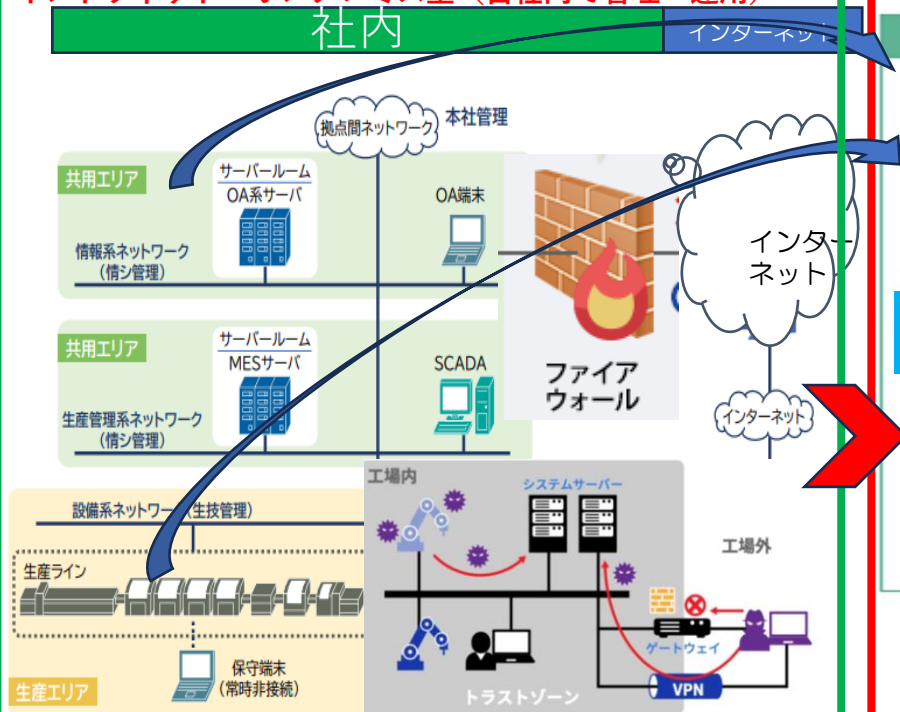 社内
インターネット
拠点間ネットワーク
本社管理
共用エリア
サーバールーム
OA系サーバ
OA端末
情報系ネットワーク
(情シ管理)
インター
ネット
共用エリア
サーバールーム
MESサーバ
SCADA
生産管理系ネットワーク
(情シ管理)
ファイア
ウォール
インターネット
設備系ネットワーク(生技管理)
生産ライン
保守端末
(常時非接続)
生産エリア
工場内
システムサーバー
工場外
ゲートウェイ
トラストゾーン
VPN